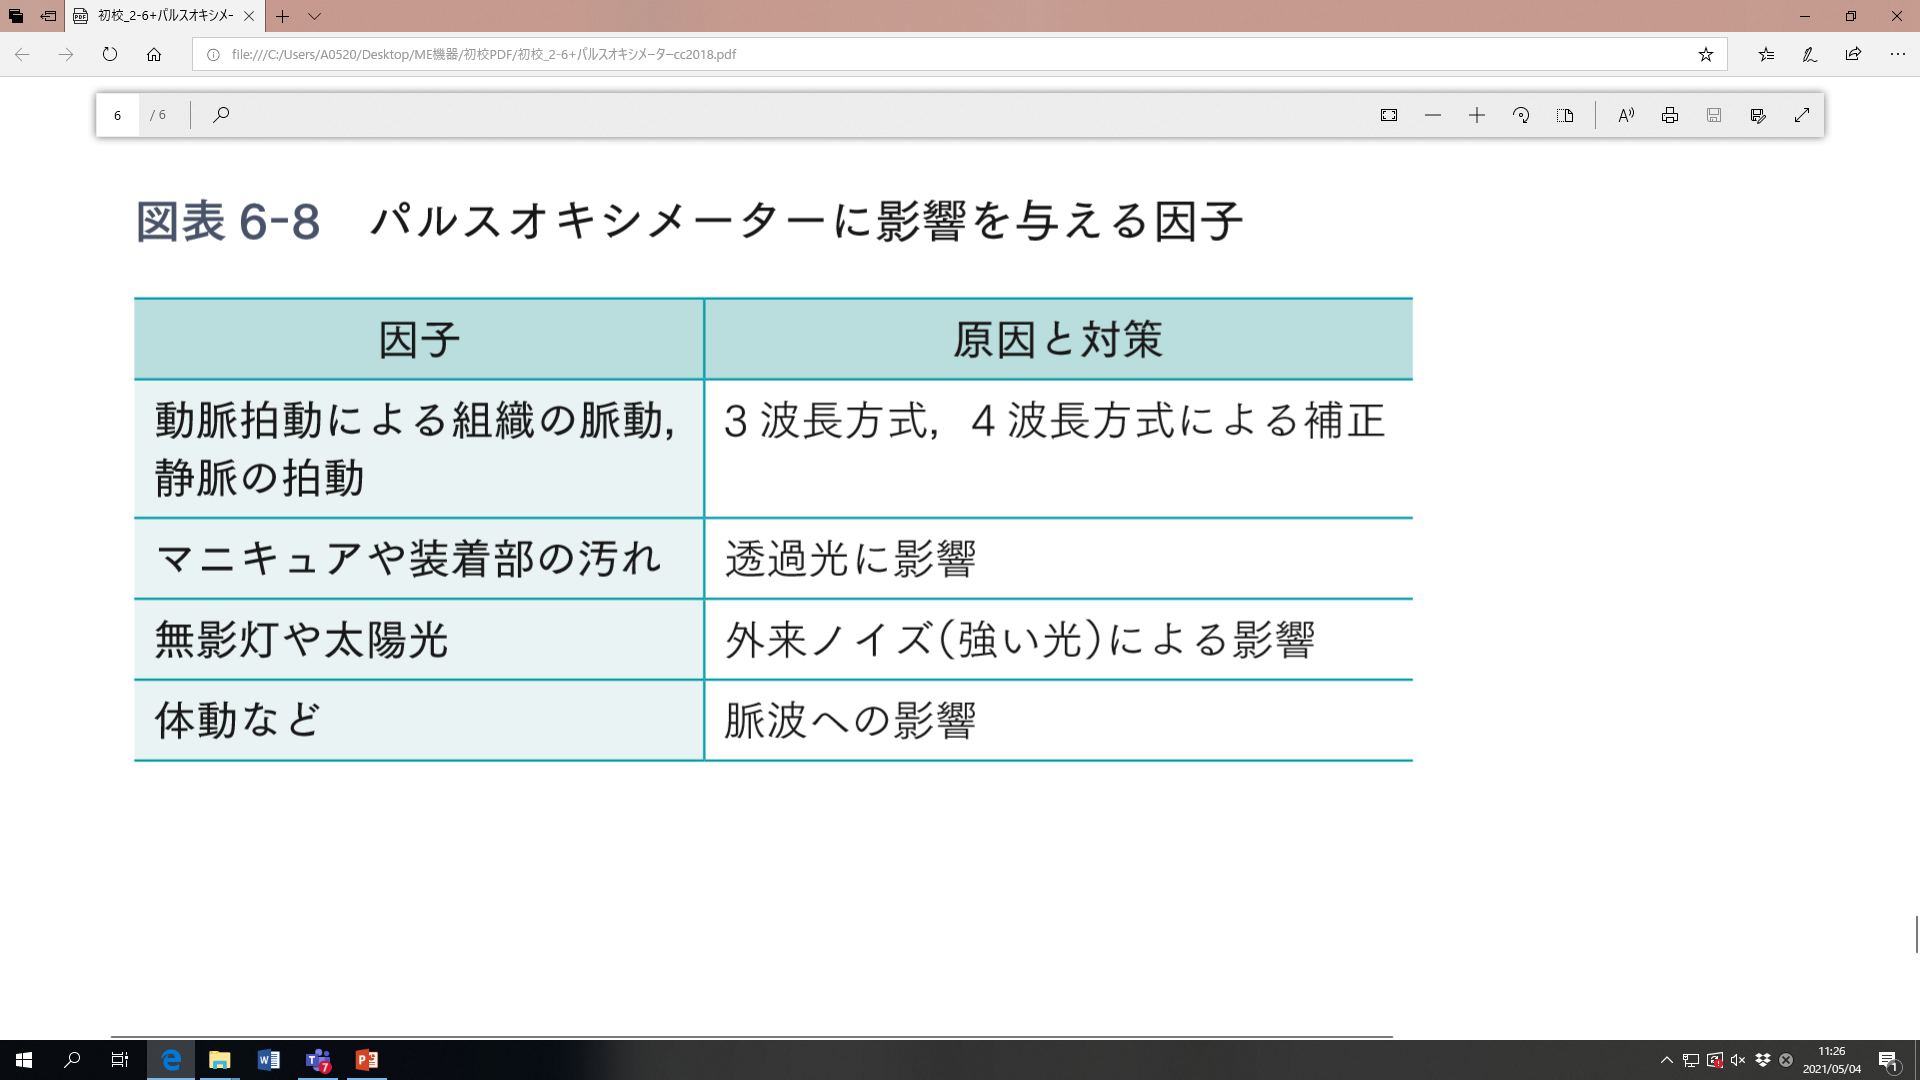 初校_2-6+パルスオキシメｰ
file:///C:/Users/A0520/Desktop/ME機器/初校PDF/初校_2-6+パルスオキシメｰターcc2018.pdf
6 / 6
図表 6-8　パルスオキシメーターに影響を与える因子
因子　原因と対策
動脈拍動による組織の脈動,　3 波長方式，4 波長方式による補正
静脈の拍動
マニキュアや装着部の汚れ　透過光に影響
無影灯や太陽光　外来ノイズ(強い光)による影響
体動など　脈波への影響
7
11:26
2021/05/04
1